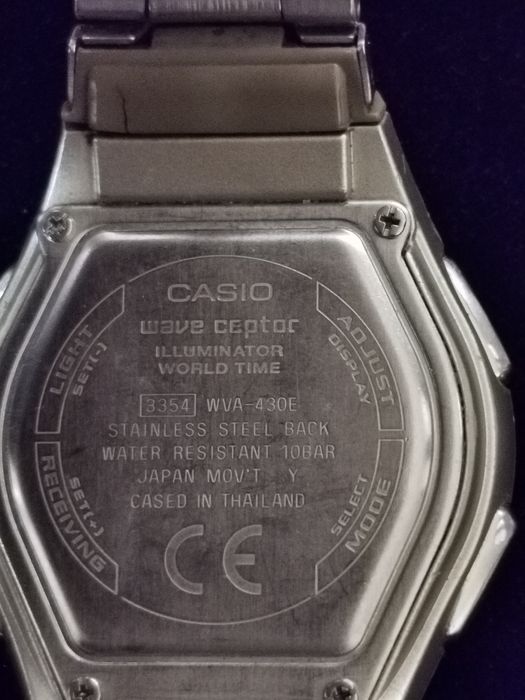 CASIO
wave ceptor
ILLUMINATOR
WORLD TIME
3354 WVA-430E
STAINLESS STEEL BACK
WATER RESISTANT 10BAR
JAPAN MOV'T Y
CASED IN THAILAND
CE
LIGHT
SET(-)
ADJUST
DISPLAY
RECEIVING
SET(+)
SELECT
MODE